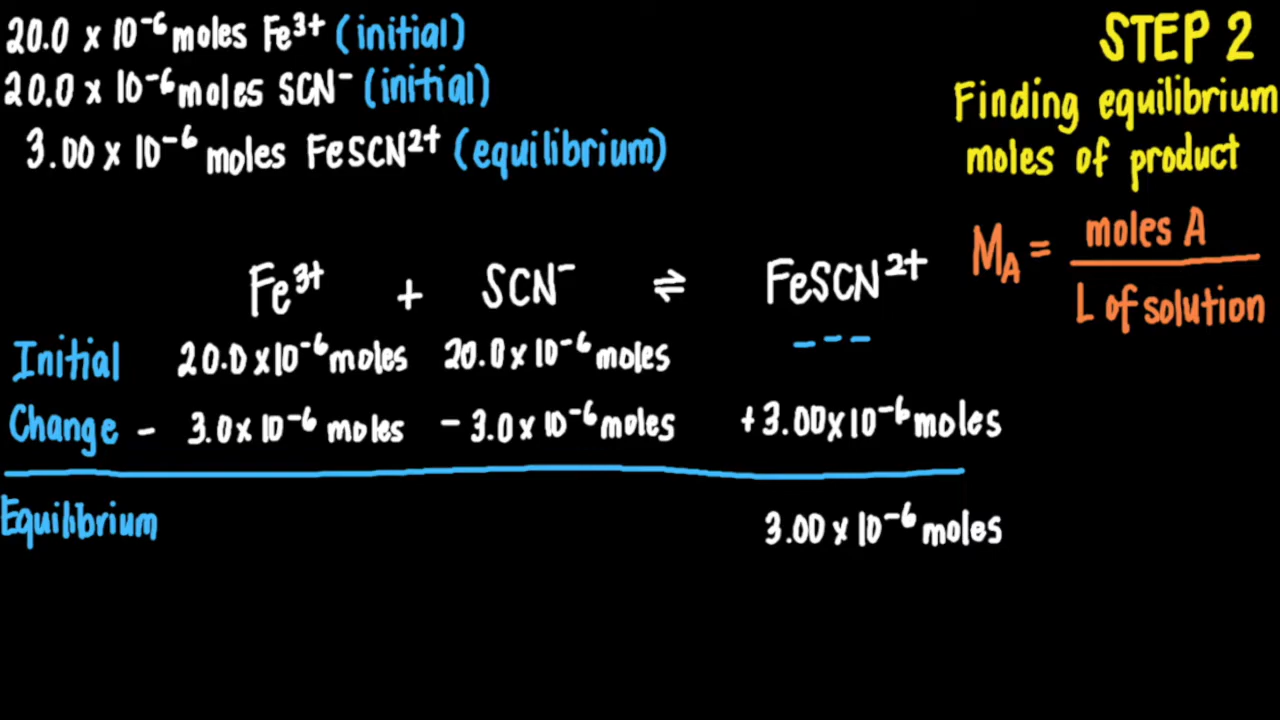 20.0 x 10⁻⁶ moles Fe³⁺ (initial)
20.0 x 10⁻⁶ moles SCN⁻ (initial)
3.00 x 10⁻⁶ moles FeSCN²⁺ (equilibrium)
STEP 2
Finding equilibrium
moles of product
M_A = moles A / L of solution
Fe³⁺ + SCN⁻ ⇌ FeSCN²⁺
Initial 20.0 x 10⁻⁶ moles 20.0 x 10⁻⁶ moles ---
Change - 3.0 x 10⁻⁶ moles - 3.0 x 10⁻⁶ moles +3.00 x 10⁻⁶ moles
Equilibrium 3.00 x 10⁻⁶ moles